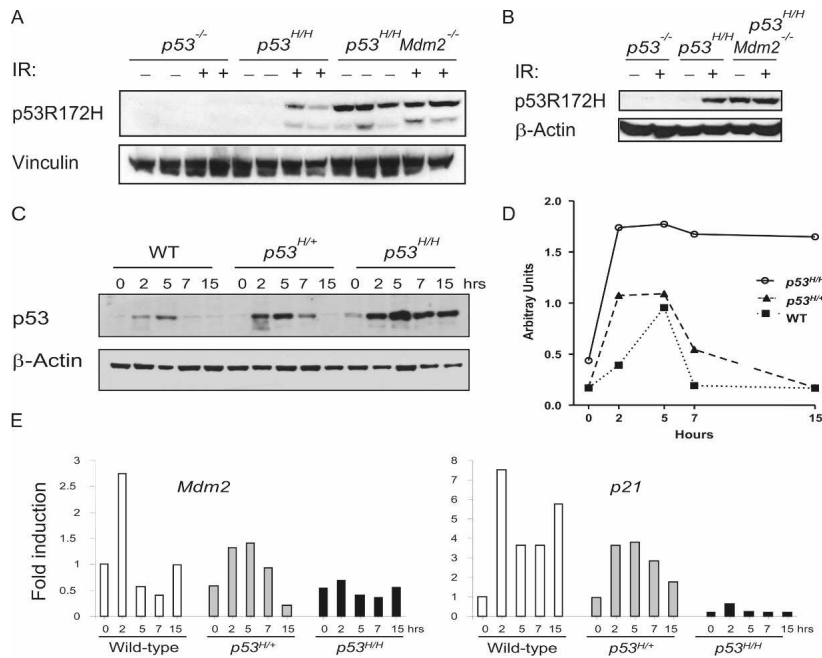 A
p53-/- p53H/H p53H/HMdm2-/-
IR: – – + + – – + + – – – + +
p53R172H
Vinculin
B
p53-/- p53H/H p53H/H Mdm2-/-
IR: – + – + – +
p53R172H
β-Actin
C
WT p53H/+ p53H/H
0 2 5 7 15 0 2 5 7 15 0 2 5 7 15 hrs
p53
β-Actin
D
2.0
1.5
1.0
0.5
0.0
Arbitray Units
0 2 5 7 15
Hours
p53H/H
p53H/+
WT
E
Fold induction
Mdm2
3
2.5
2
1.5
1
0.5
0
0 2 5 7 15 0 2 5 7 15 0 2 5 7 15 hrs
Wild-type p53H/+ p53H/H
p21
8
7
6
5
4
3
2
1
0
0 2 5 7 15 0 2 5 7 15 0 2 5 7 15 hrs
Wild-type p53H/+ p53H/H